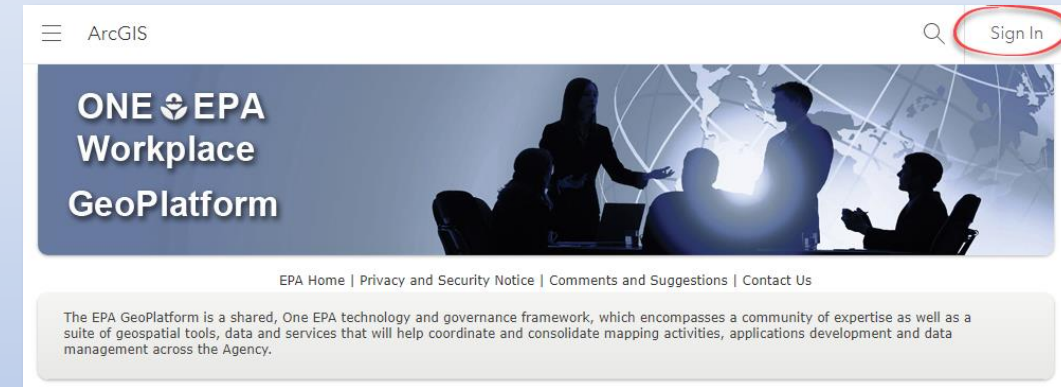 ArcGIS
Sign In
ONE EPA
Workplace
GeoPlatform
EPA Home | Privacy and Security Notice | Comments and Suggestions | Contact Us
The EPA GeoPlatform is a shared, One EPA technology and governance framework, which encompasses a community of expertise as well as a
suite of geospatial tools, data and services that will help coordinate and consolidate mapping activities, applications development and data
management across the Agency.